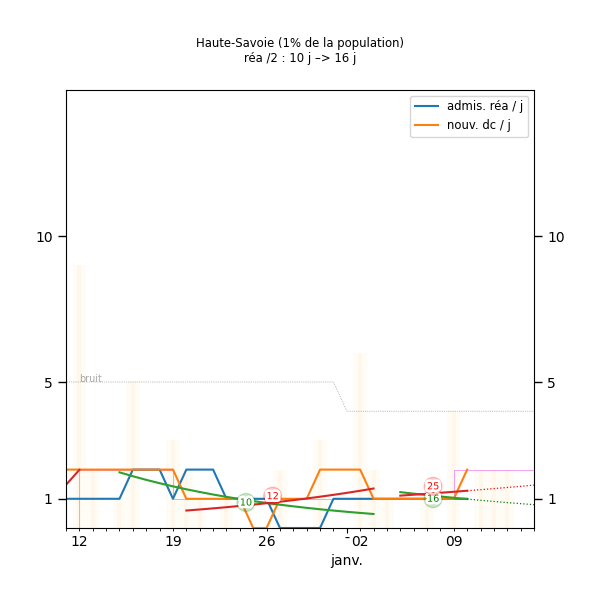 Haute-Savoie (1% de la population)
réa /2 : 10 j –> 16 j
admis. réa / j
nouv. dc / j
10
10
5
5
bruit
25
12
10
16
1
1
12
19
26
02
09
janv.